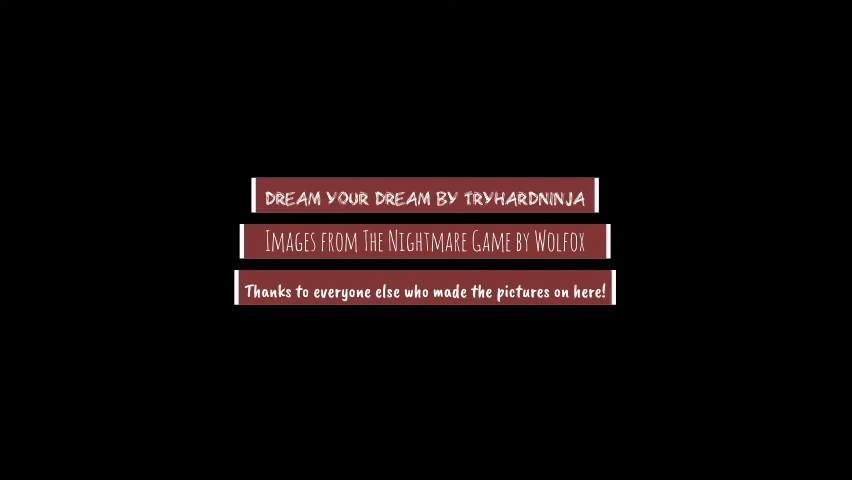 DREAM YOUR DREAM BY TRYHARDNINJA
IMAGES FROM THE NIGHTMARE GAME BY WOLFOX
Thanks to everyone else who made the pictures on here!